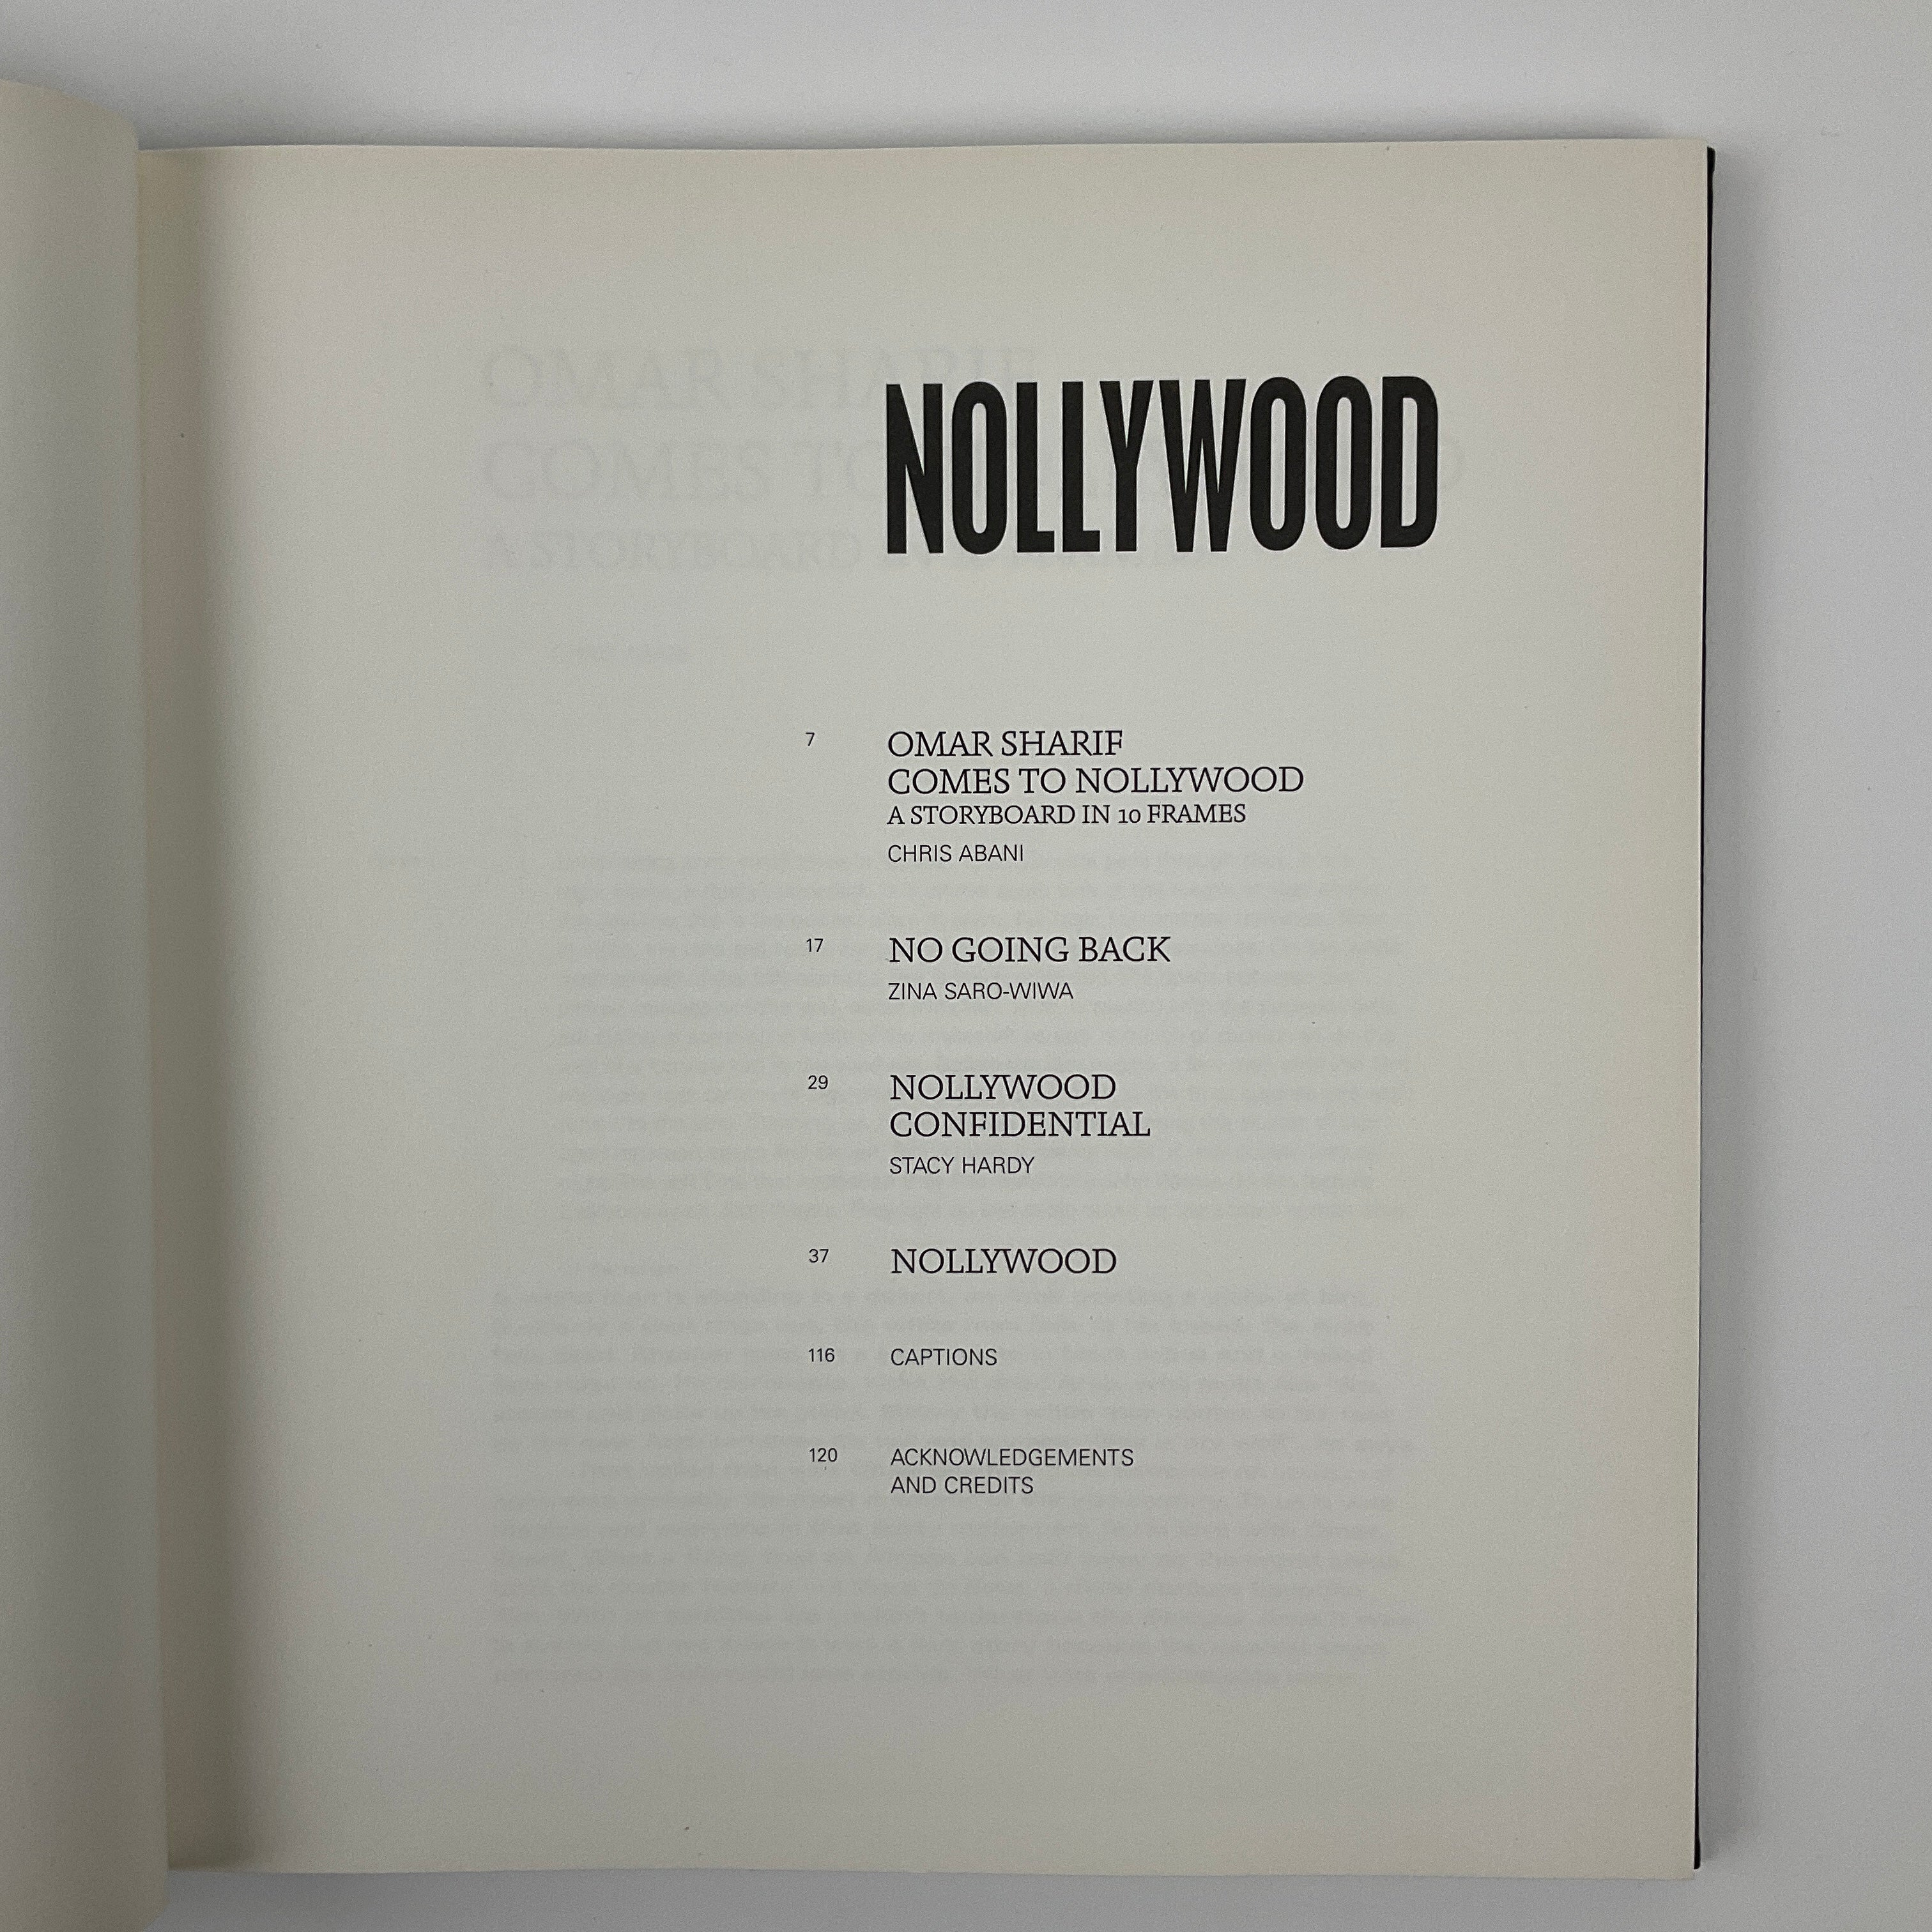 NOLLYWOOD
7 OMAR SHARIF
COMES TO NOLLYWOOD
A STORYBOARD IN 10 FRAMES
CHRIS ABANI
17 NO GOING BACK
ZINA SARO-WIWA
29 NOLLYWOOD
CONFIDENTIAL
STACY HARDY
37 NOLLYWOOD
116 CAPTIONS
120 ACKNOWLEDGEMENTS
AND CREDITS